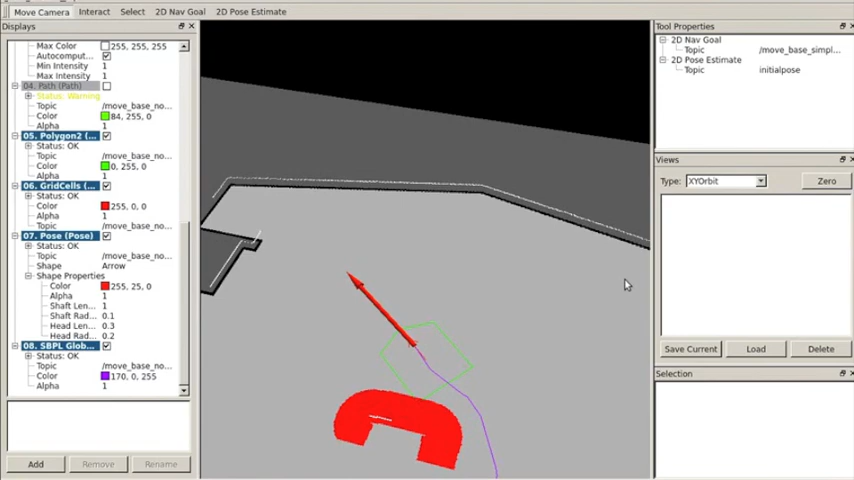 Move Camera Interact Select 2D Nav Goal 2D Pose Estimate
Displays
Max Color 255, 255, 255
Autocomput...
Min Intensity 1
Max Intensity 1
04. Path (Path)
Status: Warning
Topic /move_base_no...
Color 84, 255, 0
Alpha 1
05. Polygon2 (...
Status: OK
Topic /move_base_no...
Color 0, 255, 0
Alpha 1
06. GridCells (...
Status: OK
Color 255, 0, 0
Alpha 1
Topic /move_base_no...
07. Pose (Pose)
Status: OK
Topic /move_base_no...
Shape Arrow
Shape Properties
Color 255, 25, 0
Alpha 1
Shaft Len... 1
Shaft Rad... 0.1
Head Len... 0.3
Head Rad... 0.2
08. SBPL Glob...
Status: OK
Topic /move_base_no...
Color 170, 0, 255
Alpha 1
Add Remove Rename
Tool Properties
2D Nav Goal
Topic /move_base_simpl...
2D Pose Estimate
Topic initialpose
Views
Type: XYOrbit Zero
Save Current Load Delete
Selection